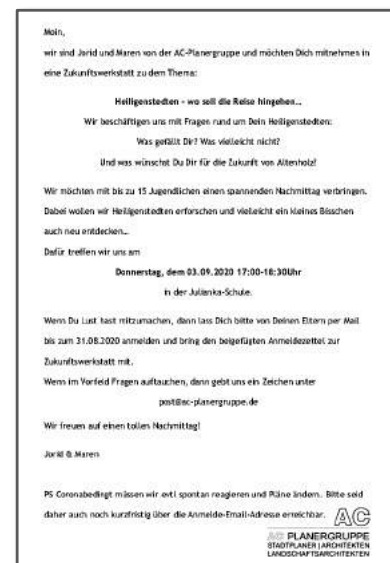 Moin,
wir sind Jorid und Maren von der AC-Planergruppe und möchten Dich mitnehmen in
eine Zukunftswerkstatt zu dem Thema:
Heiligenstedten - wo soll die Reise hingehen...
Wir beschäftigen uns mit Fragen rund um Dein Heiligenstedten:
Was gefällt Dir? Was vielleicht nicht?
Und was wünschst Du Dir für die Zukunft von Altenholz?
Wir möchten mit bis zu 15 Jugendlichen einen spannenden Nachmittag verbringen.
Dabei wollen wir Heiligenstedten erforschen und vielleicht ein kleines Bisschen
auch neu entdecken...
Dafür treffen wir uns am
Donnerstag, dem 03.09.2020 17:00-18:30Uhr
in der Julianka-Schule.
Wenn Du Lust hast mitzumachen, dann lass Dich bitte von Deinen Eltern per Mail
bis zum 31.08.2020 anmelden und bring den beigefügten Anmeldezettel zur
Zukunftswerkstatt mit.
Wenn im Vorfeld Fragen auftauchen, dann gebt uns ein Zeichen unter
post@ac-planergruppe.de
Wir freuen auf einen tollen Nachmittag!
Jorid & Maren
PS Coronabedingt müssen wir evtl spontan reagieren und Pläne ändern. Bitte seid
daher auch noch kurzfristig über die Anmelde-Email-Adresse erreichbar.
AC
AC PLANERGRUPPE
STADTPLANER | ARCHITEKTEN
LANDSCHAFTSARCHITEKTEN